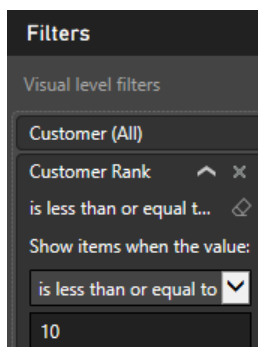 Filters
Visual level filters
Customer (All)
Customer Rank
is less than or equal t...
Show items when the value:
is less than or equal to
10